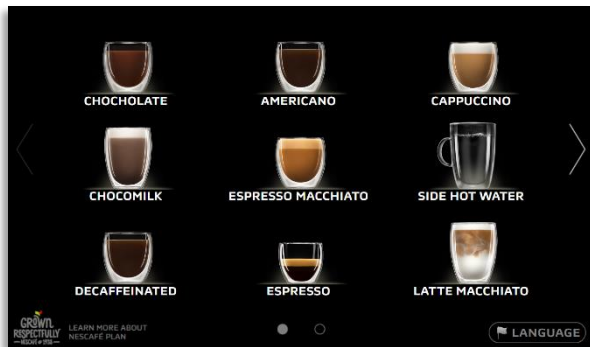 CHOCHOLATE
AMERICANO
CAPPUCCINO
CHOCOMILK
ESPRESSO MACCHIATO
SIDE HOT WATER
DECAFFEINATED
ESPRESSO
LATTE MACCHIATO
GROWN
RESPECTFULLY
LEARN MORE ABOUT
NESCAFÉ PLAN
LANGUAGE